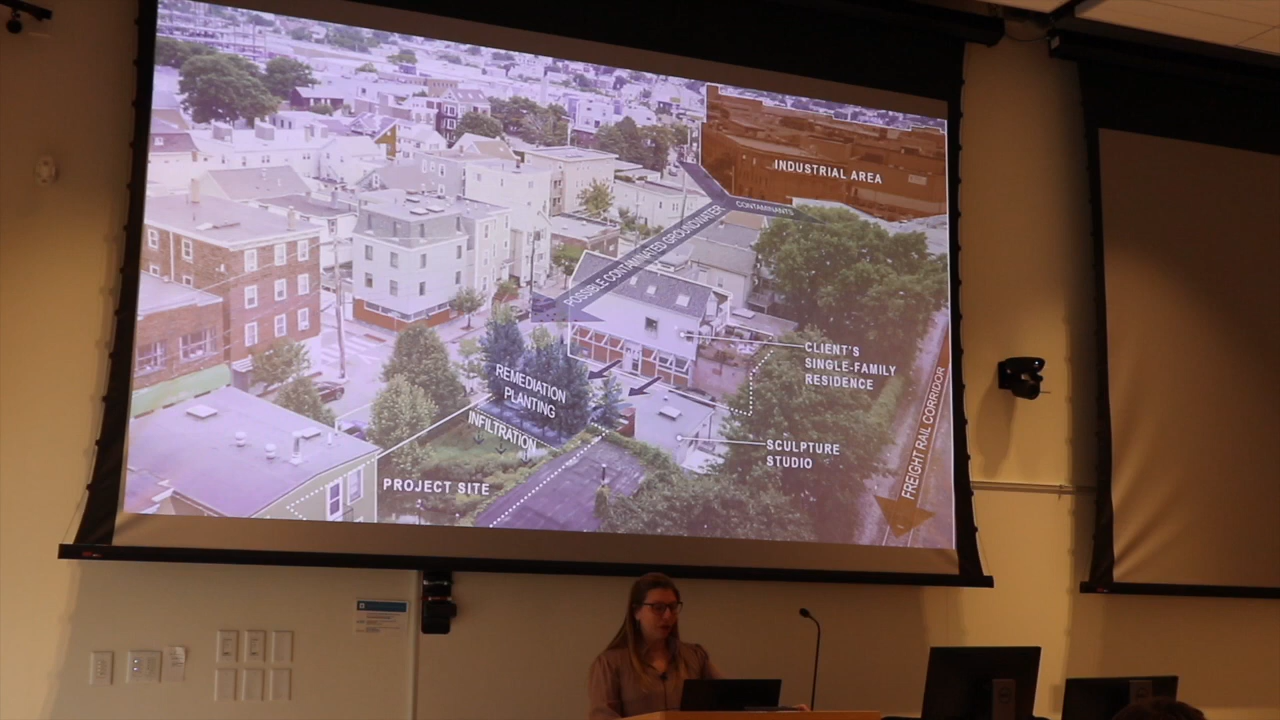 INDUSTRIAL AREA
CONTAMINANTS
POSSIBLE CONTAMINATED GROUNDWATER
CLIENT'S
SINGLE-FAMILY
RESIDENCE
REMEDIATION
PLANTING
INFILTRATION
SCULPTURE
STUDIO
PROJECT SITE
FREIGHT RAIL CORRIDOR